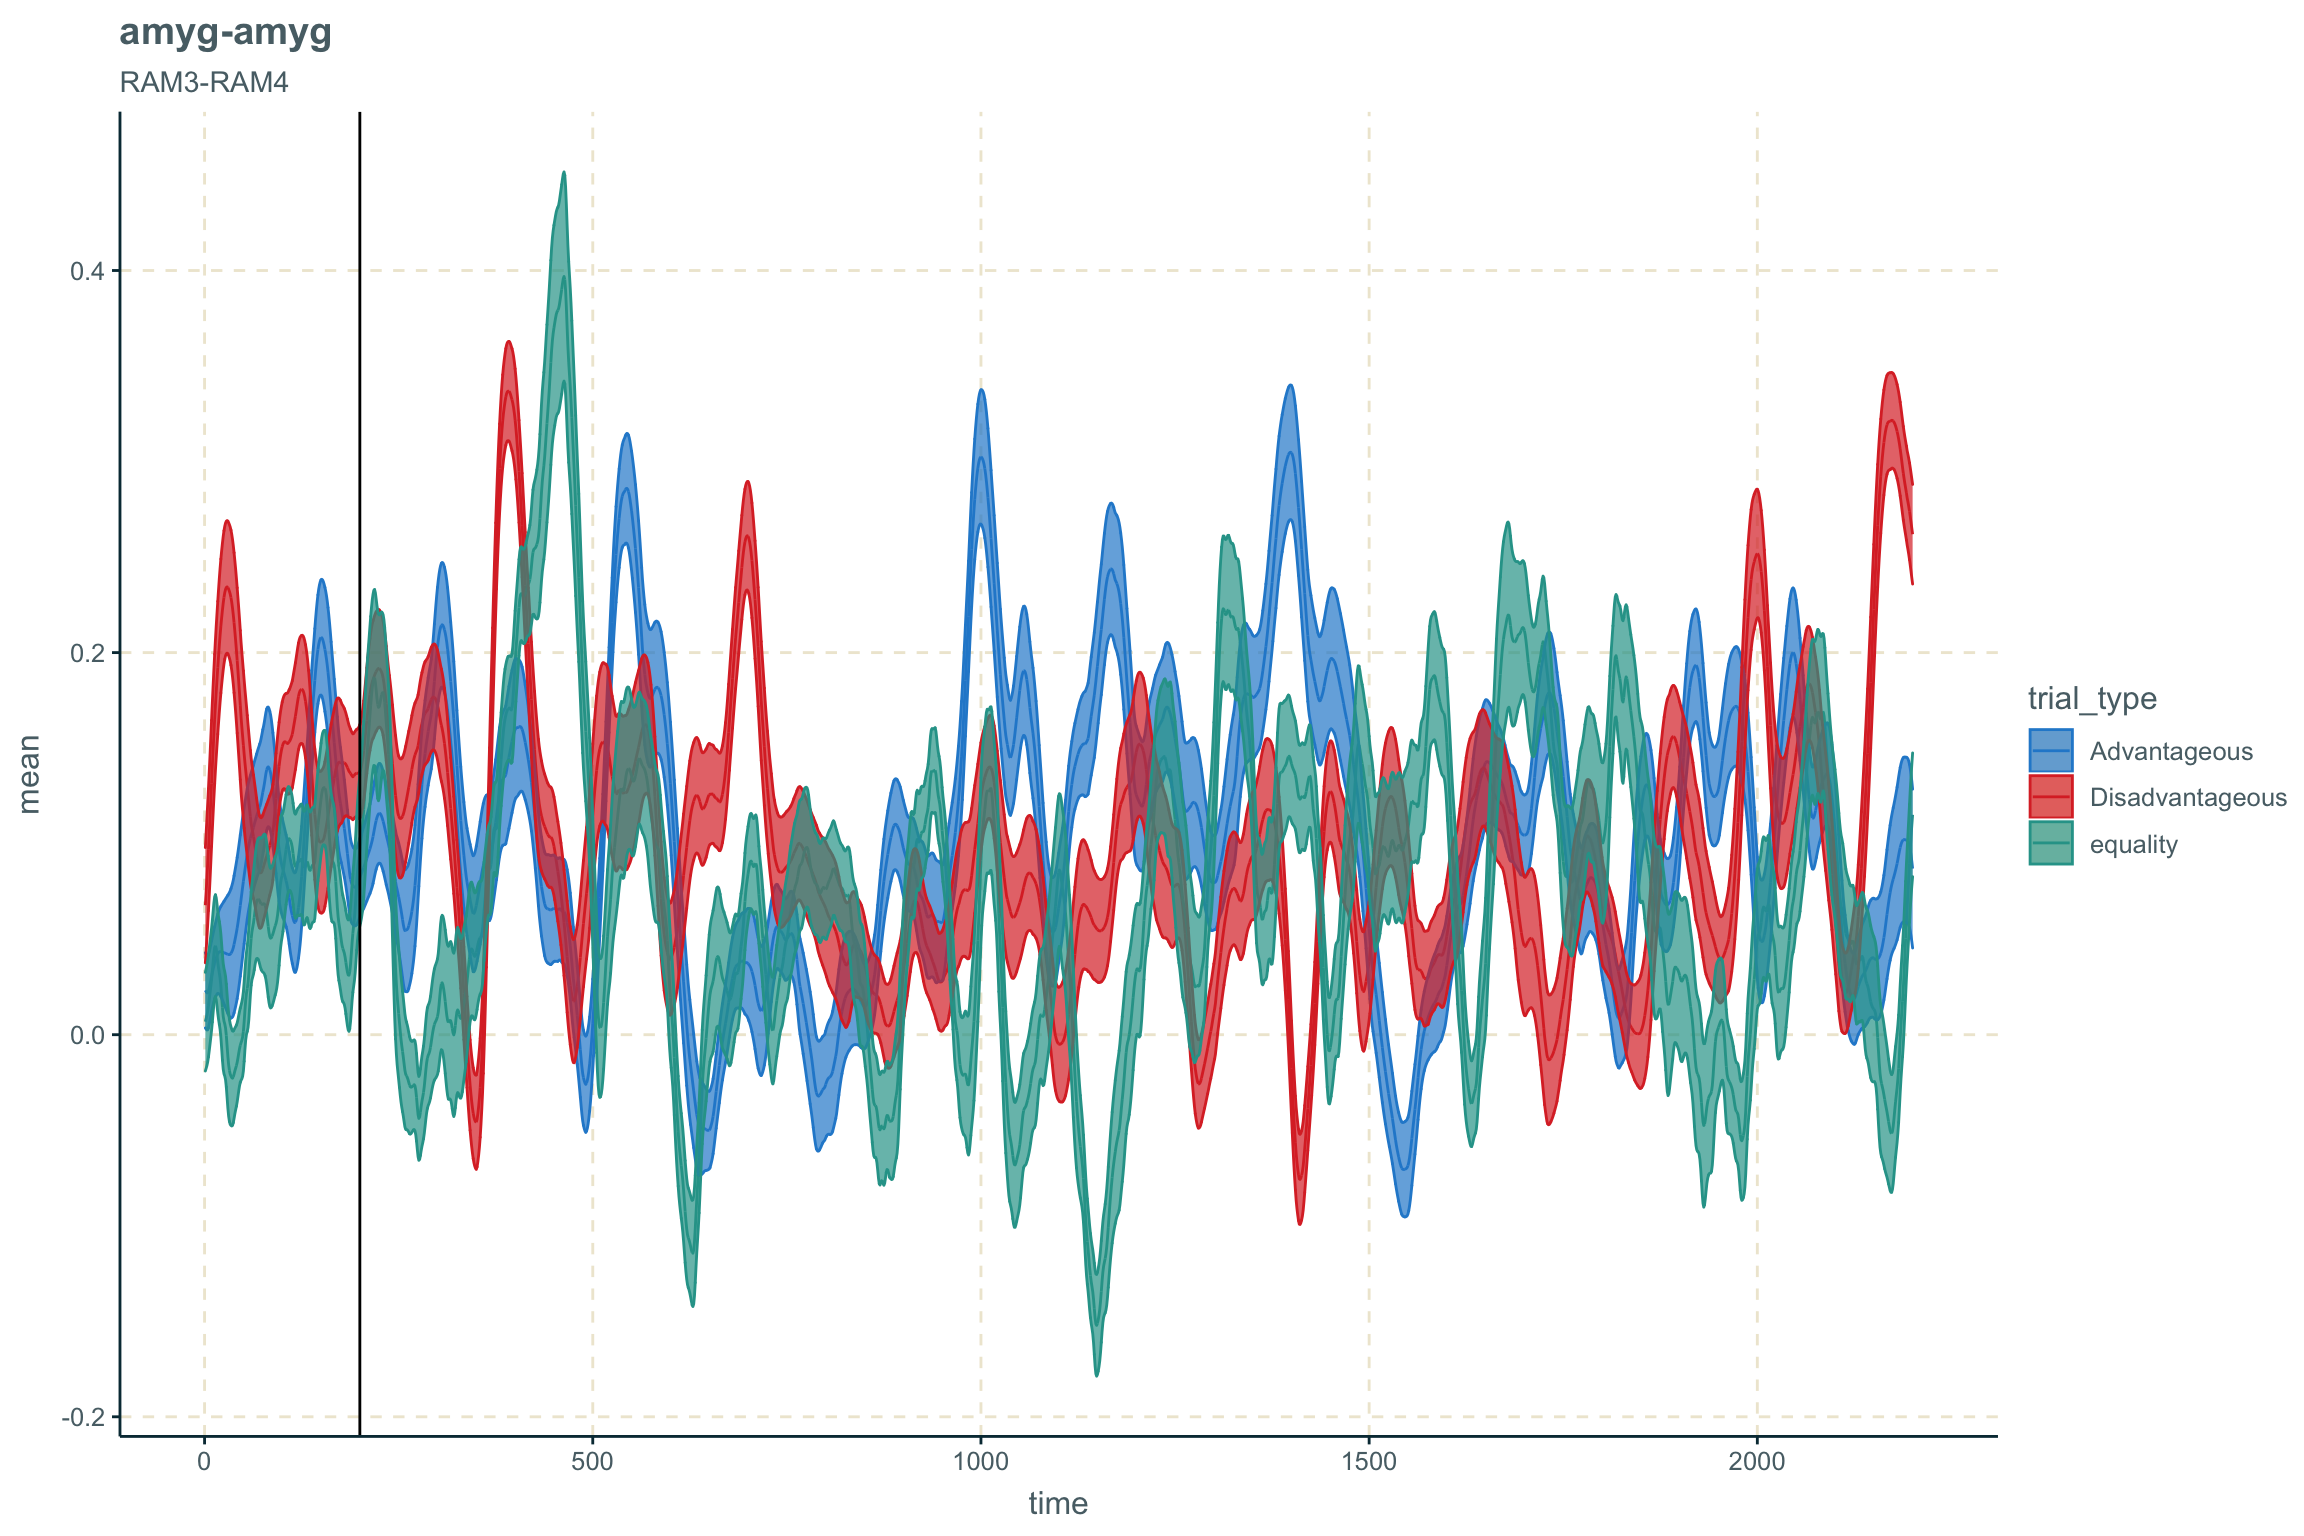 amyg-amyg
RAM3-RAM4
mean
0.4
0.2
0.0
-0.2
0
500
1000
1500
2000
time
trial_type
Advantageous
Disadvantageous
equality